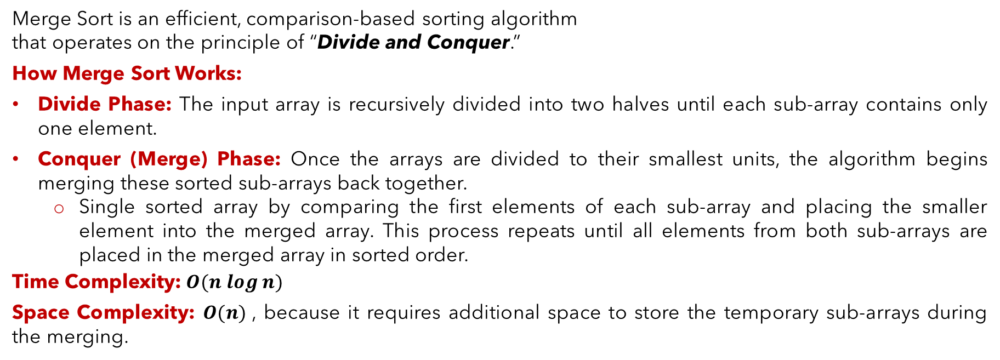 Merge Sort is an efficient, comparison-based sorting algorithm
that operates on the principle of “Divide and Conquer.”
How Merge Sort Works:
• Divide Phase: The input array is recursively divided into two halves until each sub-array contains only
one element.
• Conquer (Merge) Phase: Once the arrays are divided to their smallest units, the algorithm begins
merging these sorted sub-arrays back together.
o Single sorted array by comparing the first elements of each sub-array and placing the smaller
element into the merged array. This process repeats until all elements from both sub-arrays are
placed in the merged array in sorted order.
Time Complexity: O(n log n)
Space Complexity: O(n) , because it requires additional space to store the temporary sub-arrays during
the merging.